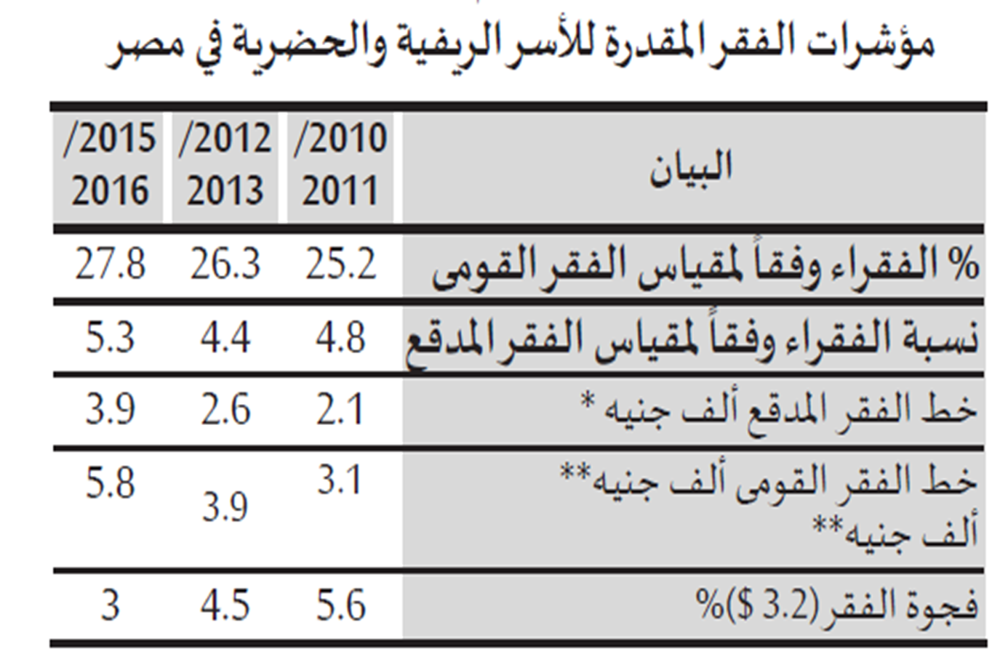 مؤشرات الفقر المقدرة للأسر الريفية والحضرية في مصر
البيان 2010/ 2012/ 2015/
2011 2013 2016
% الفقراء وفقاً لمقياس الفقر القومى 25.2 26.3 27.8
نسبة الفقراء وفقاً لمقياس الفقر المدقع 4.8 4.4 5.3
خط الفقر المدقع ألف جنيه * 2.1 2.6 3.9
خط الفقر القومى ألف جنيه** 3.1 3.9 5.8
ألف جنيه**
فجوة الفقر (3.2 $)% 5.6 4.5 3